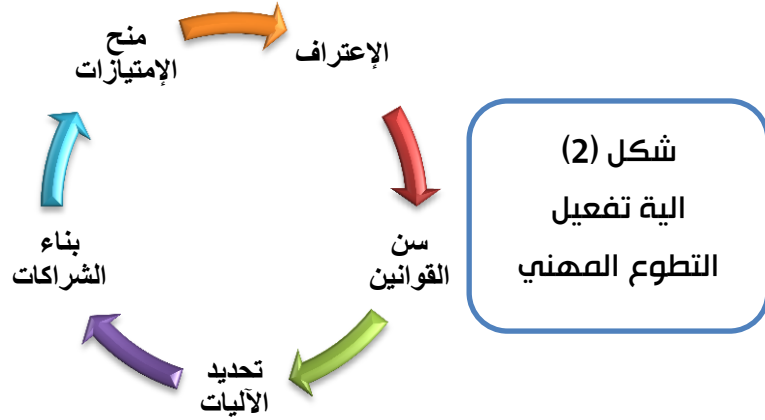 الإعتراف
سن
القوانين
تحديد
الآليات
بناء
الشراكات
منح
الإمتيازات
شكل (2)
الية تفعيل
التطوع المهني